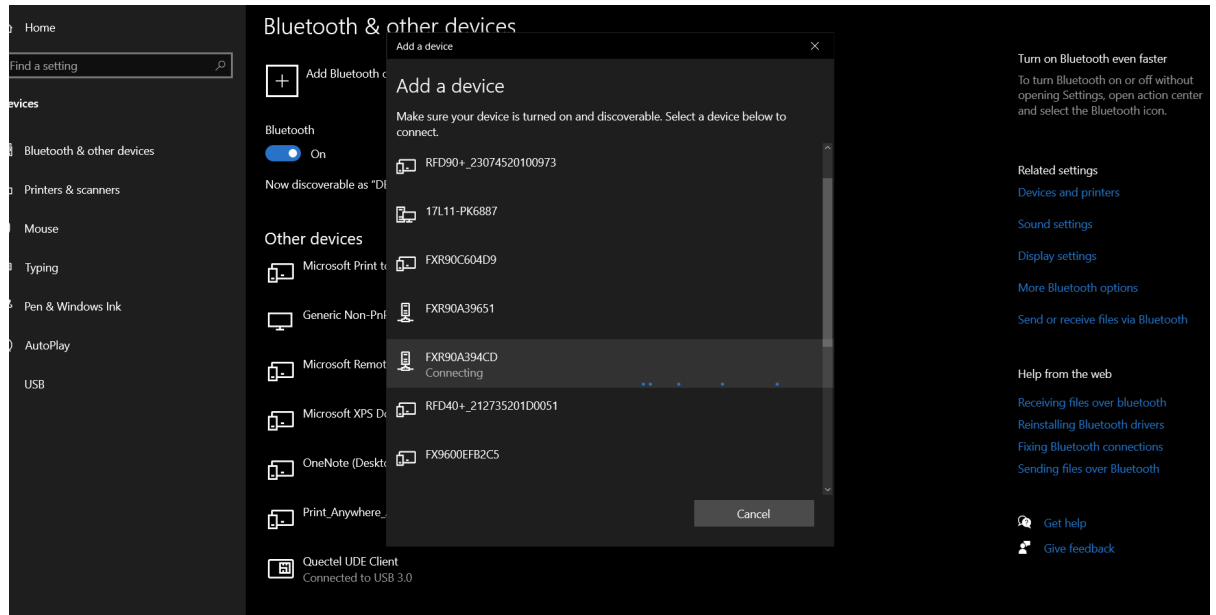 Home
Find a setting
evices
Bluetooth & other devices
Printers & scanners
Mouse
Typing
Pen & Windows Ink
AutoPlay
USB
Bluetooth & other devices
Add Bluetooth
Bluetooth
On
Now discoverable as "DE
Other devices
Microsoft Print to
Generic Non-PnP
Microsoft Remot
Microsoft XPS Do
OneNote (Deskto
Print_Anywhere_
Quectel UDE Client
Connected to USB 3.0
Add a device
Add a device
Make sure your device is turned on and discoverable. Select a device below to
connect.
RFD90+_23074520100973
17L11-PK6887
FXR90C604D9
FXR90A39651
FXR90A394CD
Connecting
RFD40+_212735201D0051
FX9600EFB2C5
Cancel
Turn on Bluetooth even faster
To turn Bluetooth on or off without
opening Settings, open action center
and select the Bluetooth icon.
Related settings
Devices and printers
Sound settings
Display settings
More Bluetooth options
Send or receive files via Bluetooth
Help from the web
Receiving files over bluetooth
Reinstalling Bluetooth drivers
Fixing Bluetooth connections
Sending files over Bluetooth
Get help
Give feedback